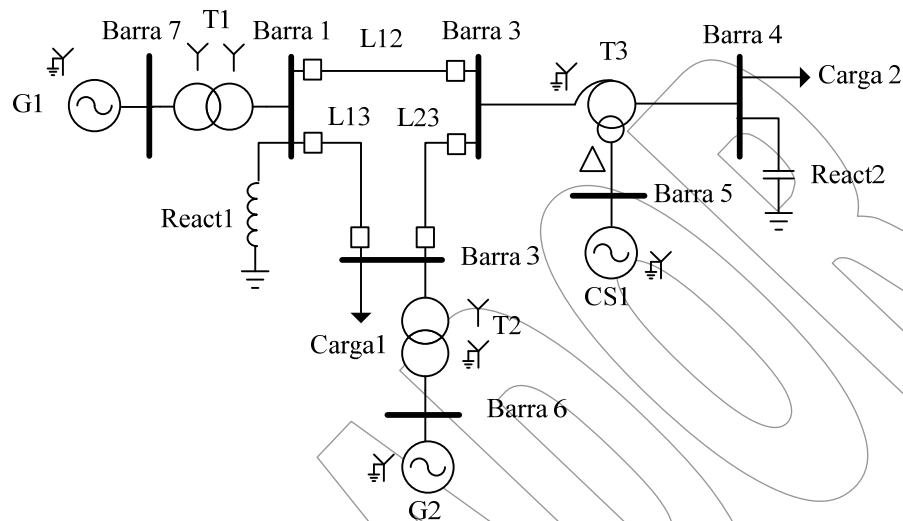 Barra 7
T1
Barra 1
L12
Barra 3
T3
Barra 4
G1
L13
L23
Carga 2
React1
React2
Barra 5
Barra 3
CS1
Carga1
T2
Barra 6
G2